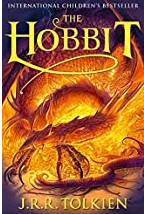 INTERNATIONAL CHILDREN'S BESTSELLER
THE
HOBBIT
J.R.R. TOLKIEN